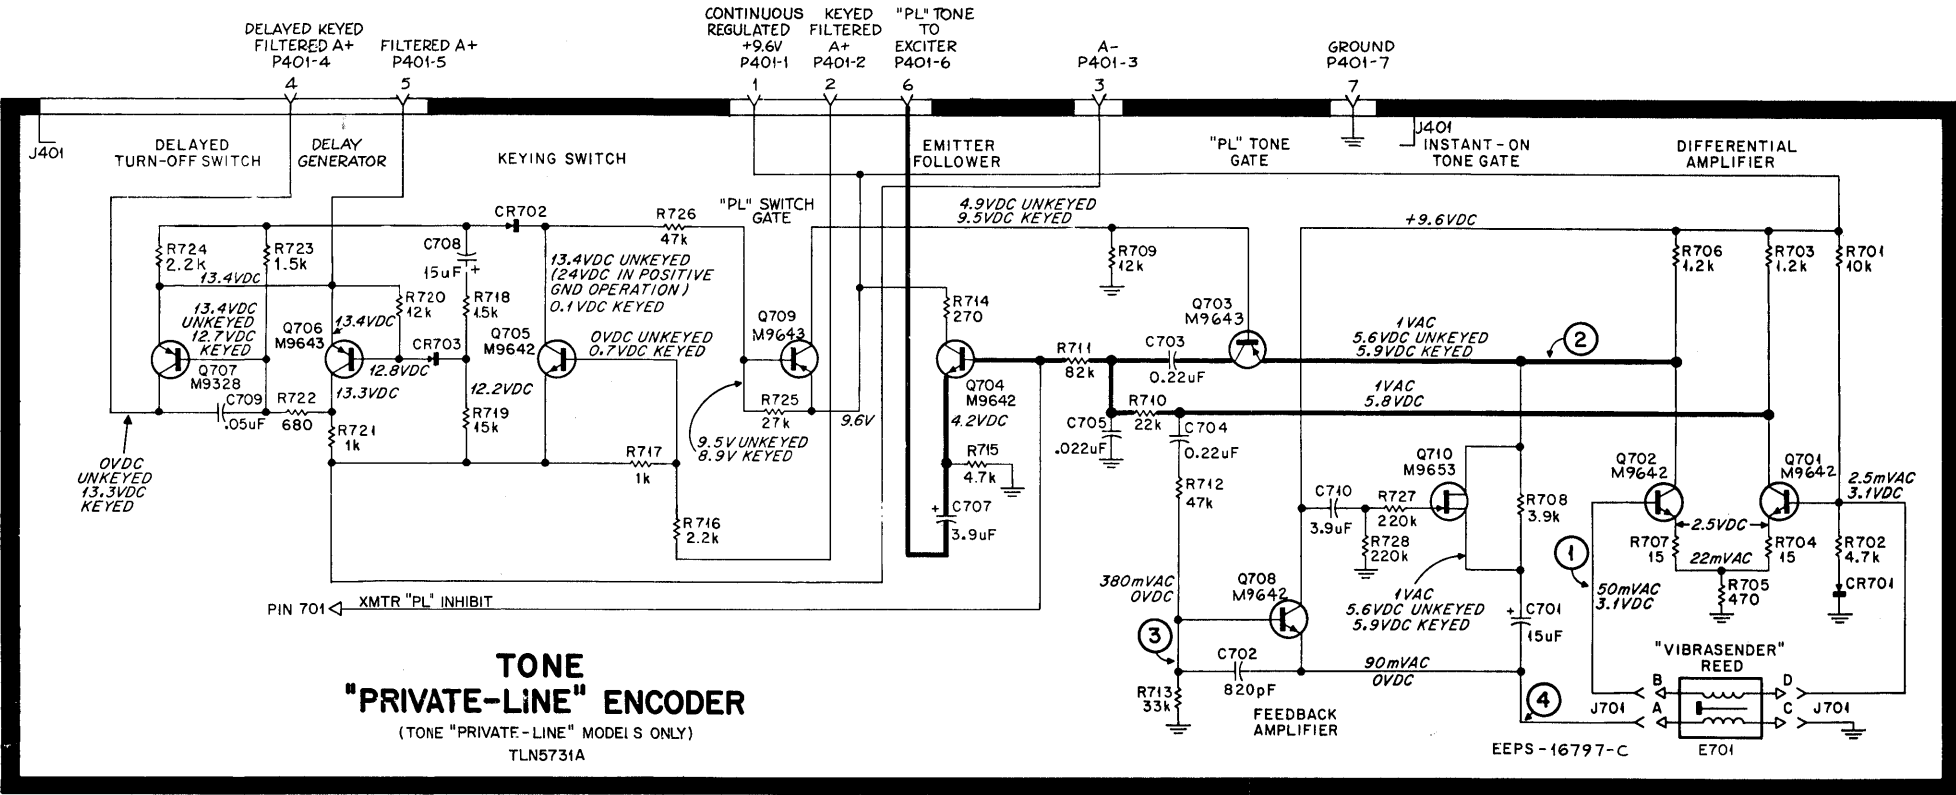 DELAYED KEYED
FILTERED A+
P401-4
4
FILTERED A+
P401-5
5
CONTINUOUS
REGULATED
+9.6V
P401-1
1
KEYED
FILTERED
A+
P401-2
2
"PL" TONE
TO
EXCITER
P401-6
6
A-
P401-3
3
GROUND
P401-7
7
J401
DELAYED
TURN-OFF SWITCH
DELAY
GENERATOR
KEYING SWITCH
EMITTER
FOLLOWER
"PL" TONE
GATE
J401
INSTANT-ON
TONE GATE
DIFFERENTIAL
AMPLIFIER
"PL" SWITCH
GATE
4.9VDC UNKEYED
9.5VDC KEYED
+9.6VDC
R724
2.2k
R723
1.5k
13.4VDC
13.4VDC
UNKEYED
12.7VDC
KEYED
Q707
M9328
C709
.05uF
R722
680
0VDC
UNKEYED
13.3VDC
KEYED
Q706
M9643
13.4VDC
R720
12k
CR703
12.8VDC
13.3VDC
R721
1k
C708
15uF +
R718
1.5k
12.2VDC
R719
15k
CR702
13.4VDC UNKEYED
(24VDC IN POSITIVE
GND OPERATION)
0.1VDC KEYED
Q705
M9642
0VDC UNKEYED
0.7VDC KEYED
R726
47k
R717
1k
R716
2.2k
Q709
M9643
R725
27k
9.6V
9.5V UNKEYED
8.9V KEYED
R714
270
Q704
M9642
4.2VDC
R715
4.7k
+ C707
3.9uF
R711
82k
R709
12k
C703
0.22uF
Q703
M9643
R710
22k
C705
.022uF
C704
0.22uF
R712
47k
1VAC
5.6VDC UNKEYED
5.9VDC KEYED
2
1VAC
5.8VDC
R706
1.2k
R703
1.2k
R701
10k
Q710
M9653
C710
3.9uF
R727
220k
R728
220k
R708
3.9k
1VAC
5.6VDC UNKEYED
5.9VDC KEYED
+ C701
15uF
Q702
M9642
Q701
M9642
2.5mVAC
3.1VDC
2.5VDC
R707
15
R704
15
22mVAC
R705
470
R702
4.7k
CR701
1
50mVAC
3.1VDC
380mVAC
0VDC
Q708
M9642
3
C702
820pF
90mVAC
0VDC
R713
33k
FEEDBACK
AMPLIFIER
4
"VIBRASENDER"
REED
B
D
J701
A
C
J701
E701
EEPS-16797-C
PIN 701
XMTR "PL" INHIBIT
TONE
"PRIVATE-LINE" ENCODER
(TONE "PRIVATE-LINE" MODELS ONLY)
TLN5731A